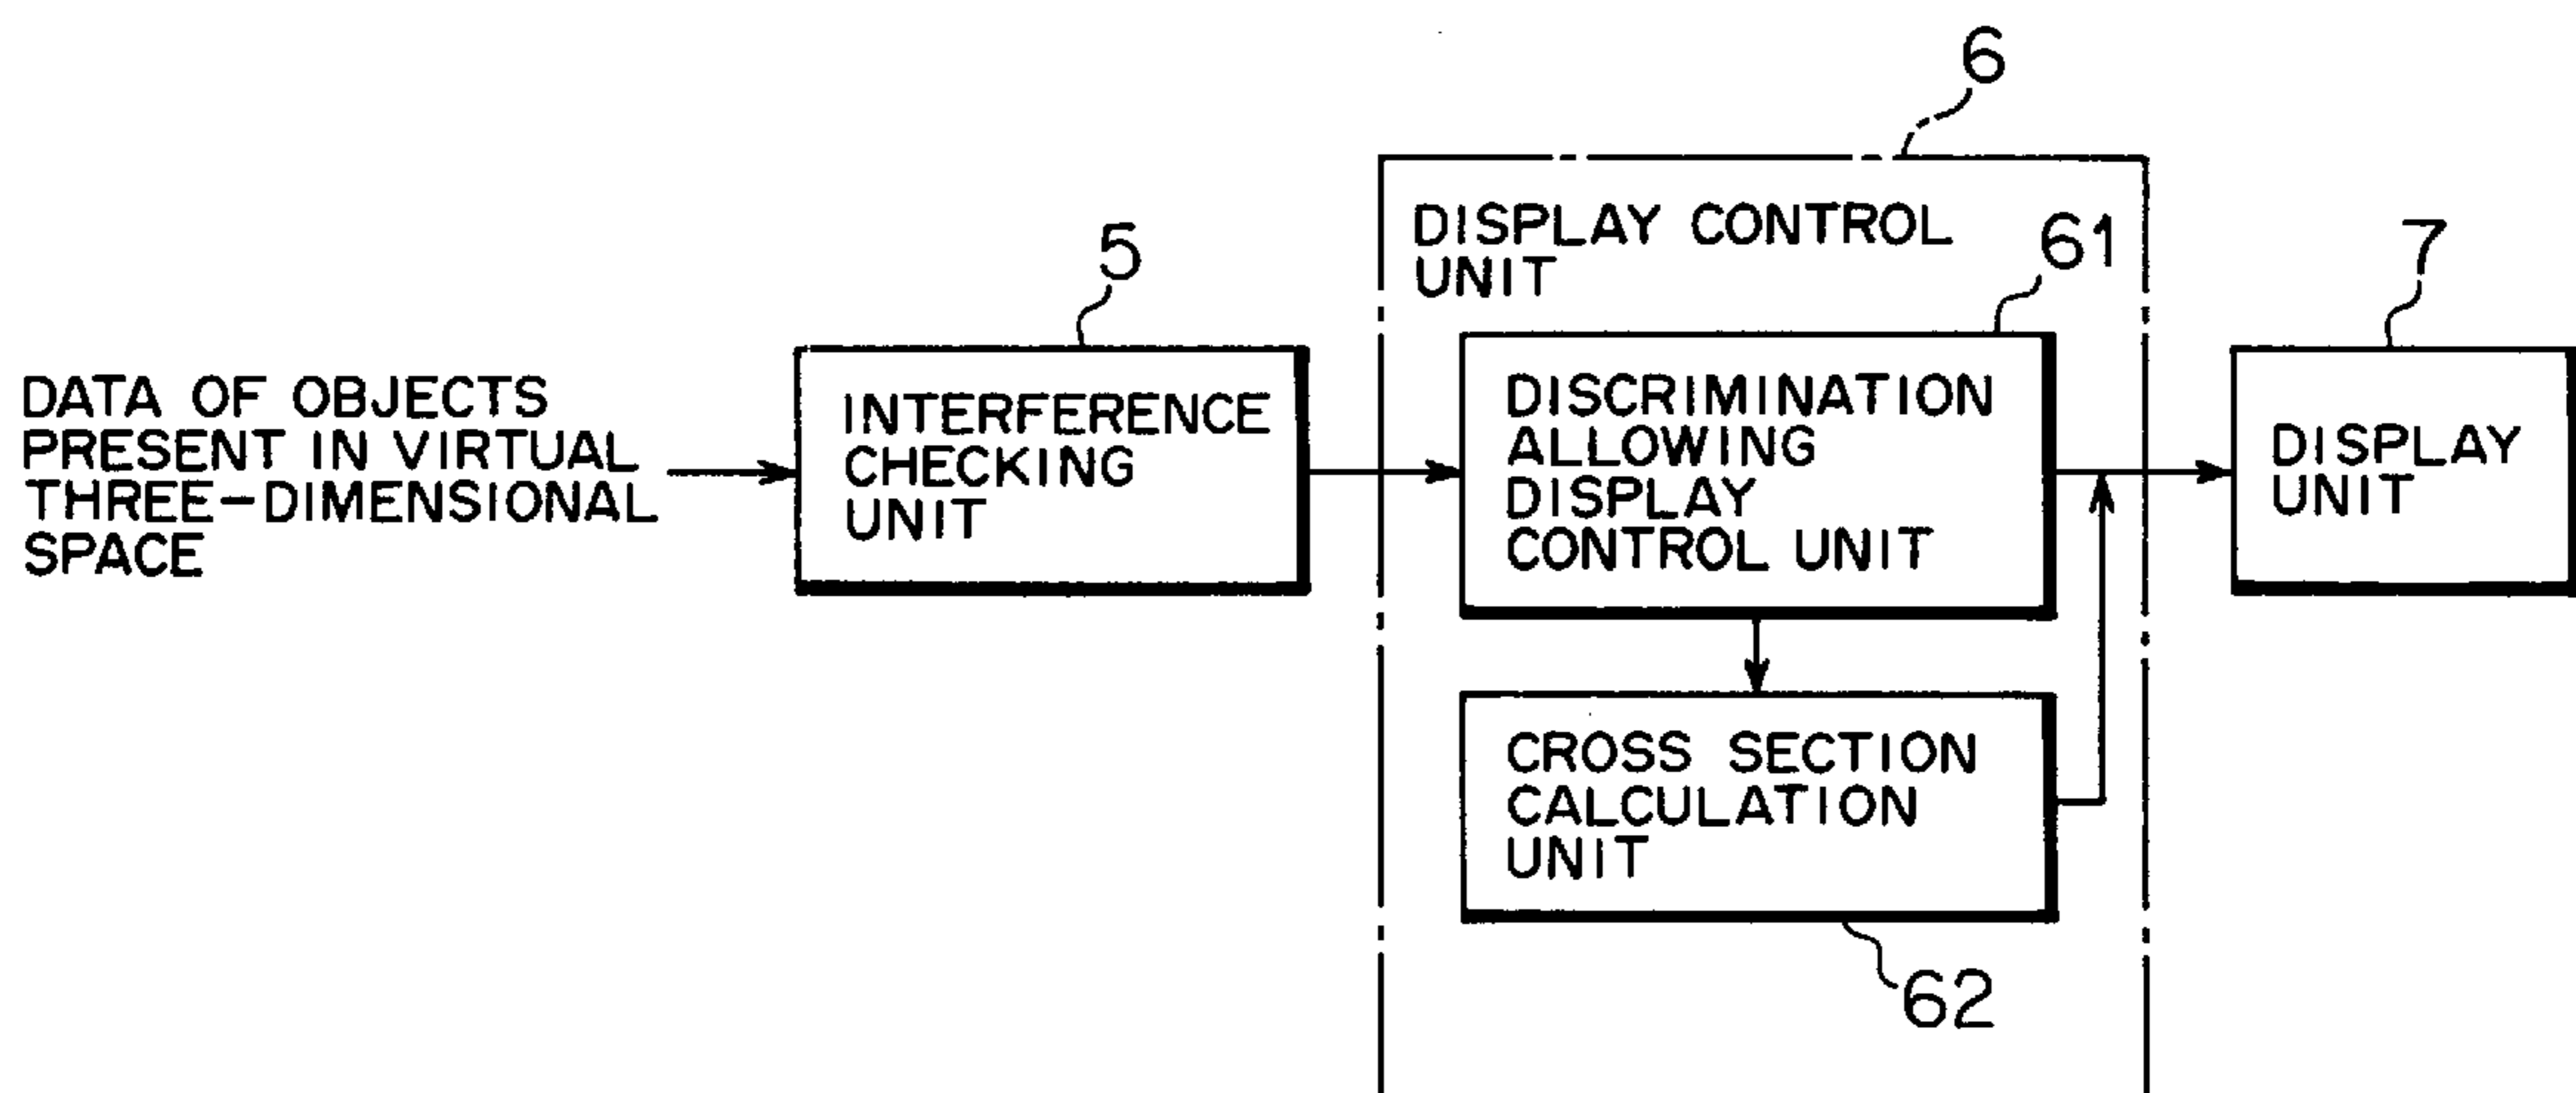 6
DISPLAY CONTROL
UNIT
5
61
7
DATA OF OBJECTS
PRESENT IN VIRTUAL
THREE-DIMENSIONAL
SPACE
INTERFERENCE
CHECKING
UNIT
DISCRIMINATION
ALLOWING
DISPLAY
CONTROL UNIT
DISPLAY
UNIT
CROSS SECTION
CALCULATION
UNIT
62